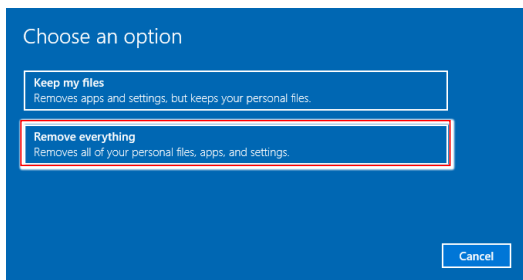 Choose an option
Keep my files
Removes apps and settings, but keeps your personal files.
Remove everything
Removes all of your personal files, apps, and settings.
Cancel